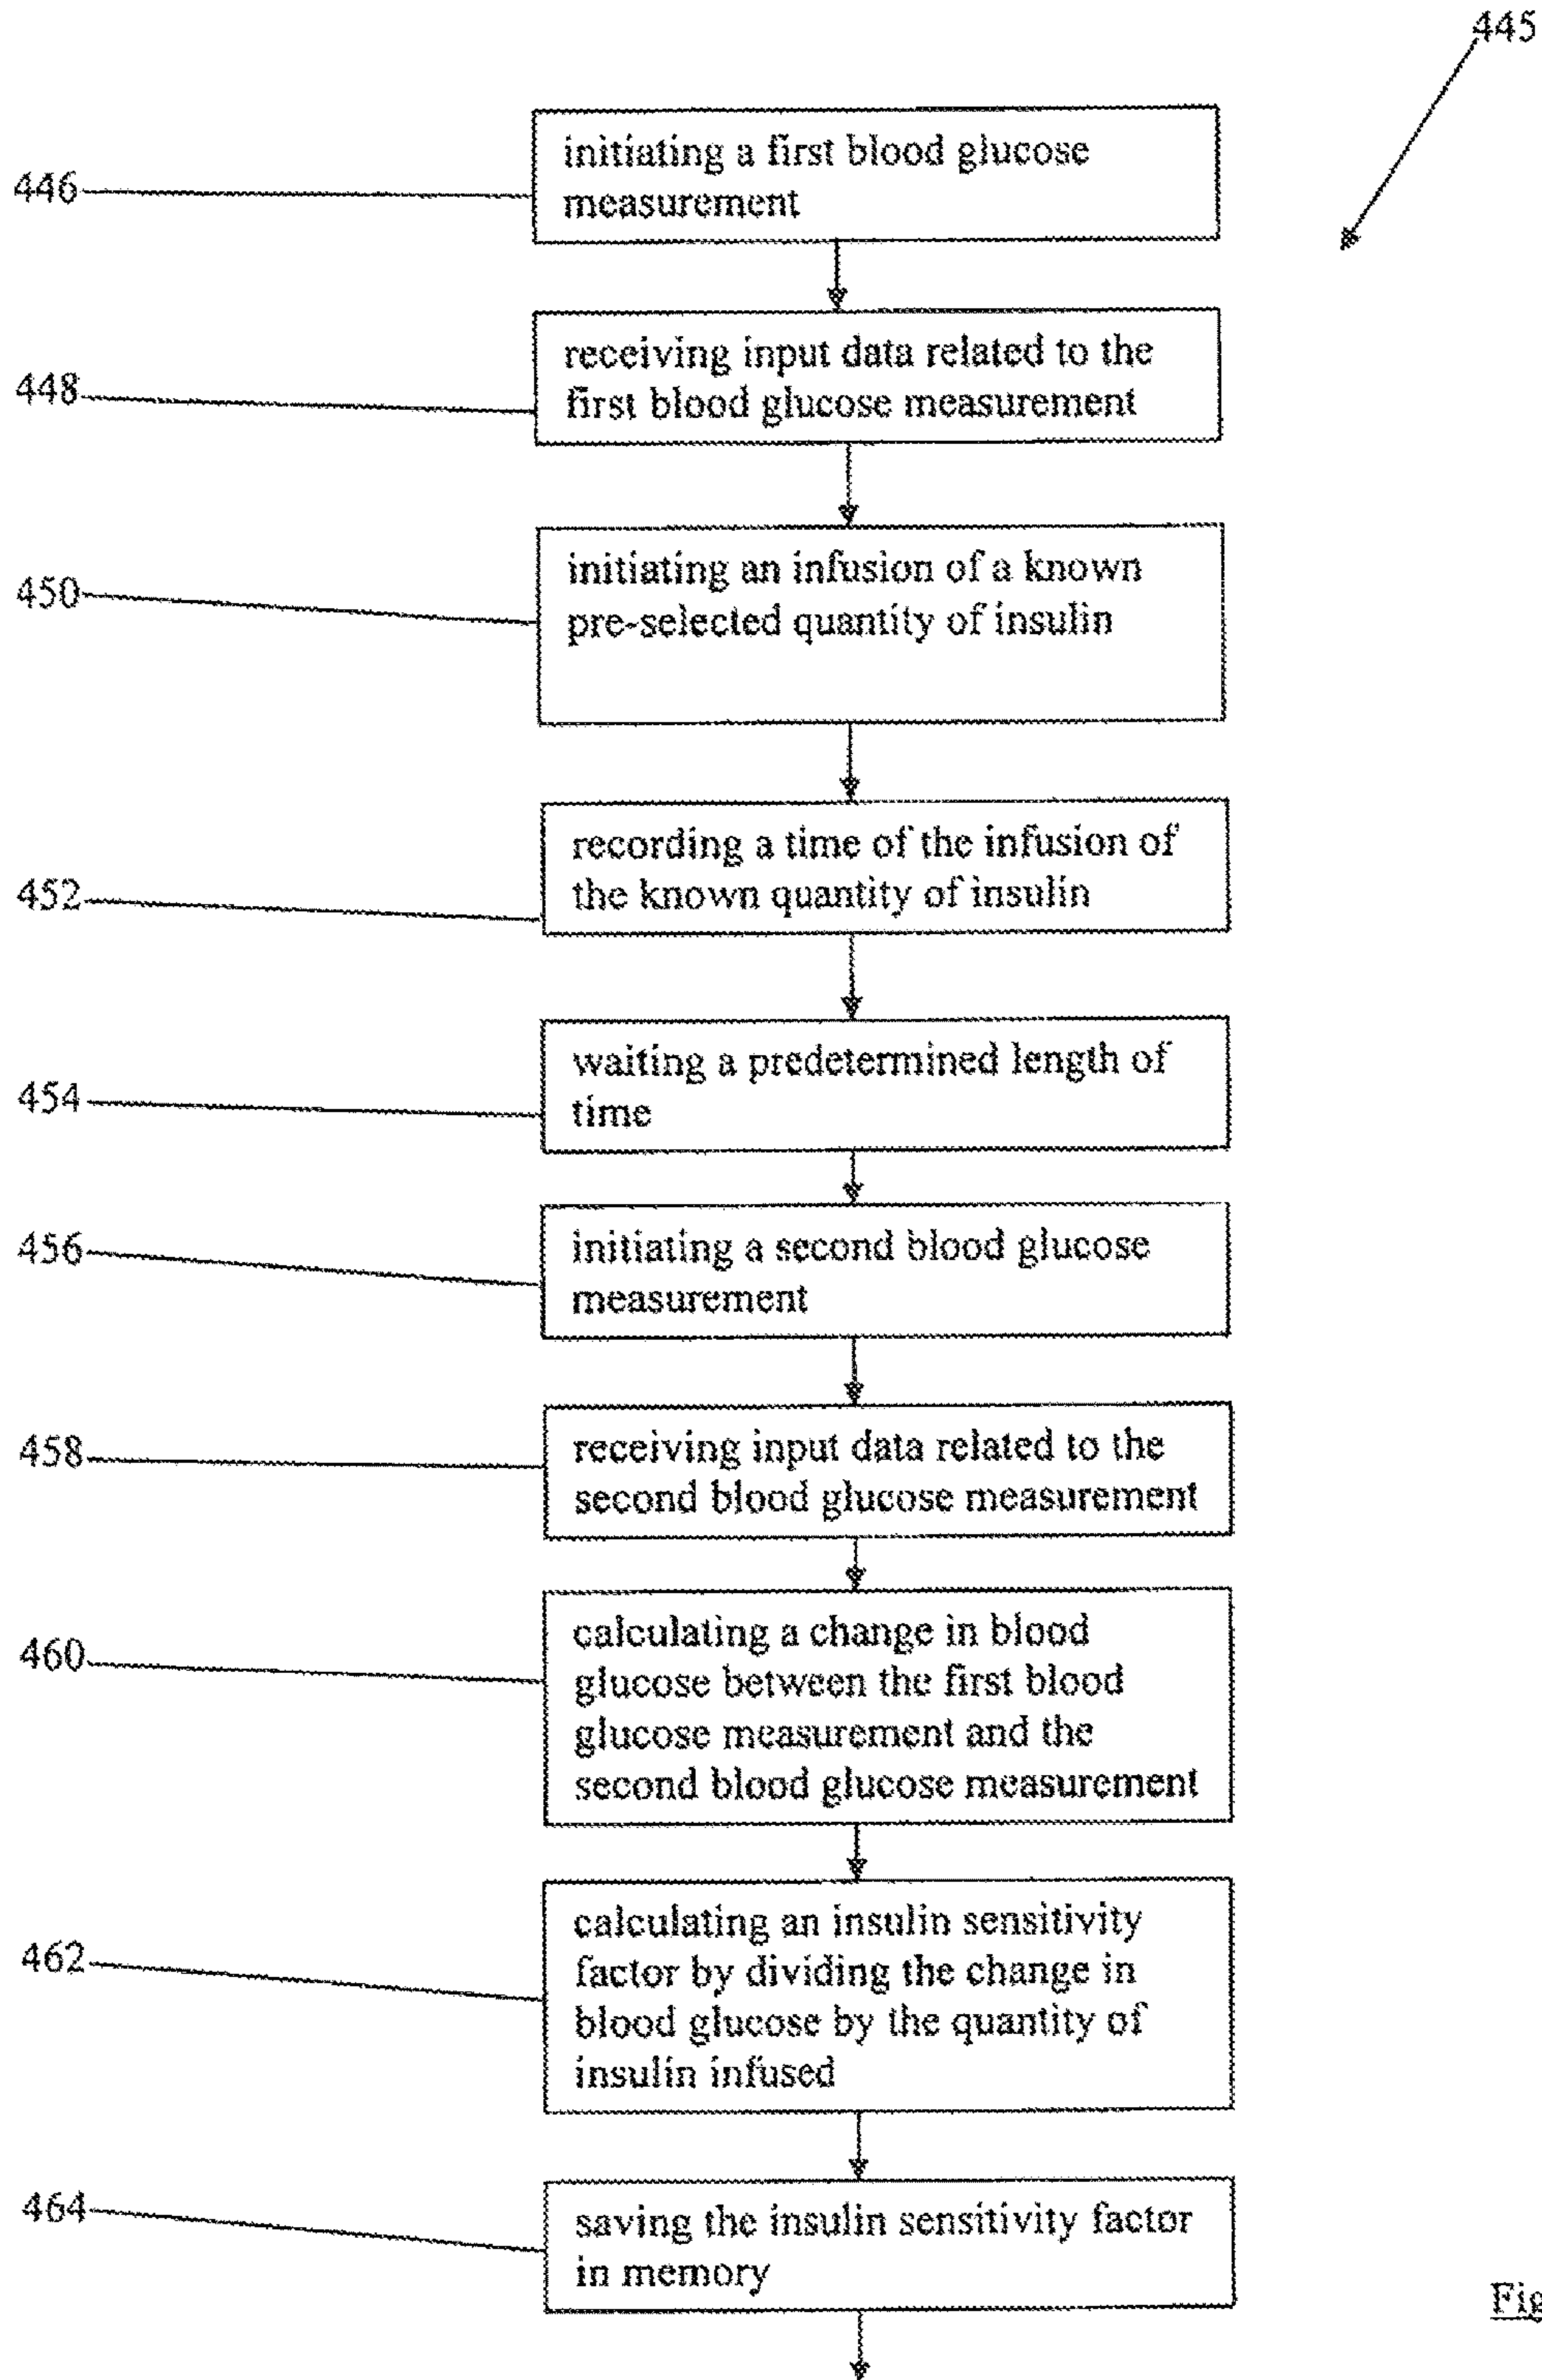 445
446
initiating a first blood glucose
measurement
448
receiving input data related to the
first blood glucose measurement
450
initiating an infusion of a known
pre-selected quantity of insulin
452
recording a time of the infusion of
the known quantity of insulin
454
waiting a predetermined length of
time
456
initiating a second blood glucose
measurement
458
receiving input data related to the
second blood glucose measurement
460
calculating a change in blood
glucose between the first blood
glucose measurement and the
second blood glucose measurement
462
calculating an insulin sensitivity
factor by dividing the change in
blood glucose by the quantity of
insulin infused
464
saving the insulin sensitivity factor
in memory
Fig